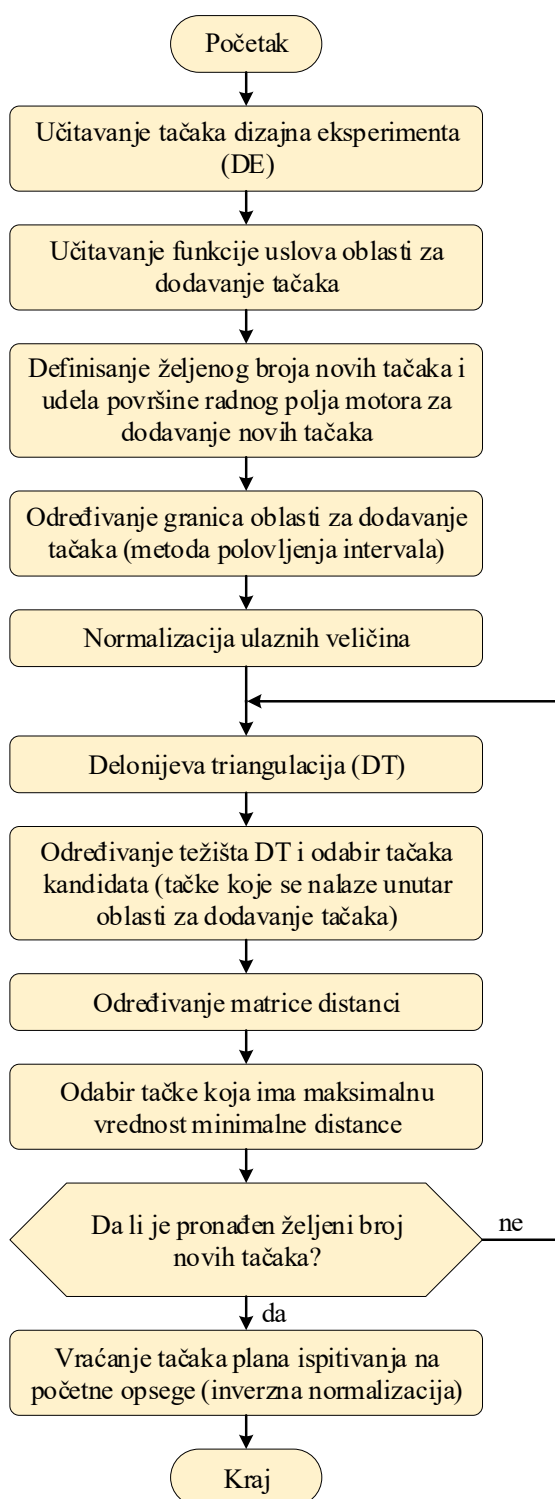 Početak
Učitavanje tačaka dizajna eksperimenta
(DE)
Učitavanje funkcije uslova oblasti za
dodavanje tačaka
Definisanje željenog broja novih tačaka i
udela površine radnog polja motora za
dodavanje novih tačaka
Određivanje granica oblasti za dodavanje
tačaka (metoda polovljenja intervala)
Normalizacija ulaznih veličina
Delonijeva triangulacija (DT)
Određivanje težišta DT i odabir tačaka
kandidata (tačke koje se nalaze unutar
oblasti za dodavanje tačaka)
Određivanje matrice distanci
Odabir tačke koja ima maksimalnu
vrednost minimalne distance
Da li je pronađen željeni broj
novih tačaka?
ne
da
Vraćanje tačaka plana ispitivanja na
početne opsege (inverzna normalizacija)
Kraj